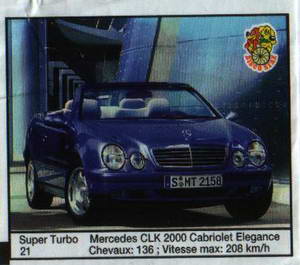 S MT 2158
Super Turbo Mercedes CLK 2000 Cabriolet Elegance
21 Chevaux: 136 ; Vitesse max: 208 km/h